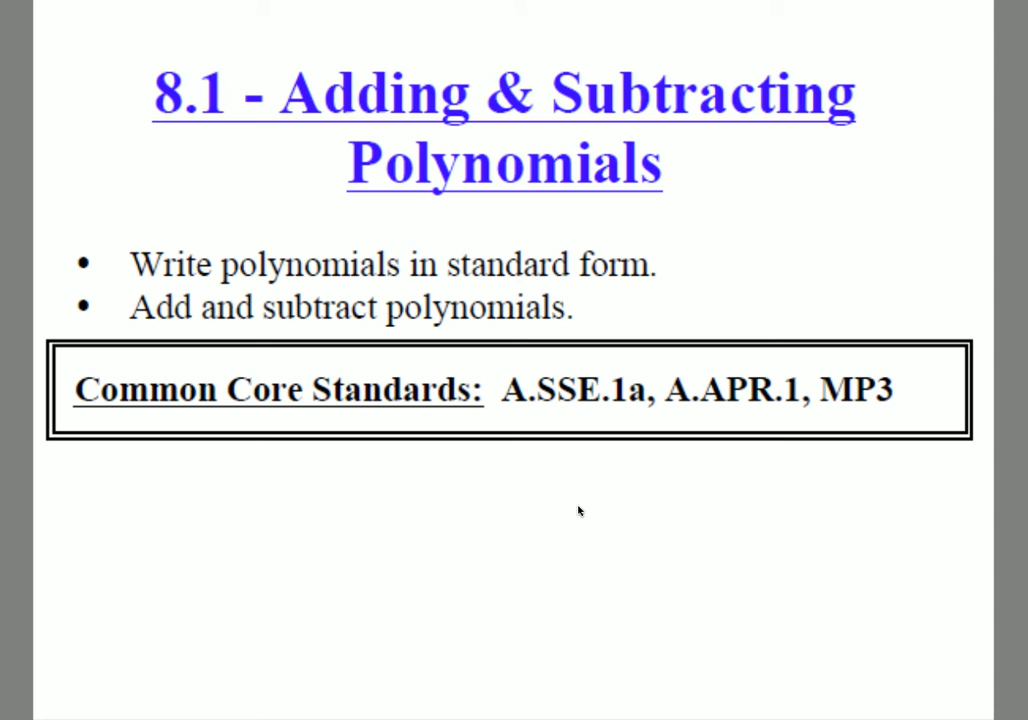 8.1 - Adding & Subtracting
Polynomials
• Write polynomials in standard form.
• Add and subtract polynomials.
Common Core Standards: A.SSE.1a, A.APR.1, MP3